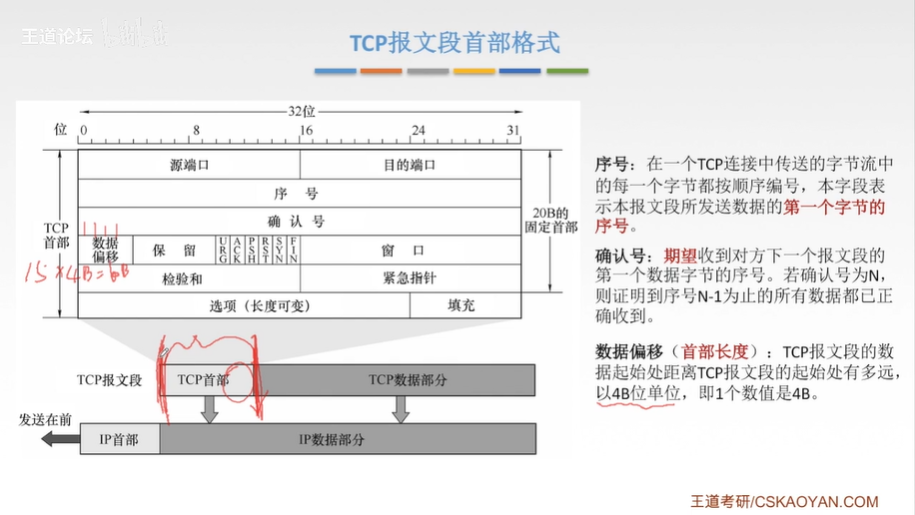 王道论坛
TCP报文段首部格式
32位
位 0 8 16 24 31
源端口 目的端口
序 号
确 认 号
TCP
首部
20B的
固定首部
数据
偏移
保 留
URG ACK PSH RST SYN FIN
窗 口
1111
15×4B=60B
检验和 紧急指针
选项（长度可变） 填充
TCP报文段 TCP首部 TCP数据部分
发送在前
IP首部 IP数据部分
序号：在一个TCP连接中传送的字节流中
的每一个字节都按顺序编号，本字段表
示本报文段所发送数据的第一个字节的
序号。
确认号：期望收到对方下一个报文段的
第一个数据字节的序号。若确认号为N，
则证明到序号N-1为止的所有数据都已正
确收到。
数据偏移（首部长度）：TCP报文段的数
据起始处距离TCP报文段的起始处有多远，
以4B位单位，即1个数值是4B。
王道考研/CSKAOYAN.COM